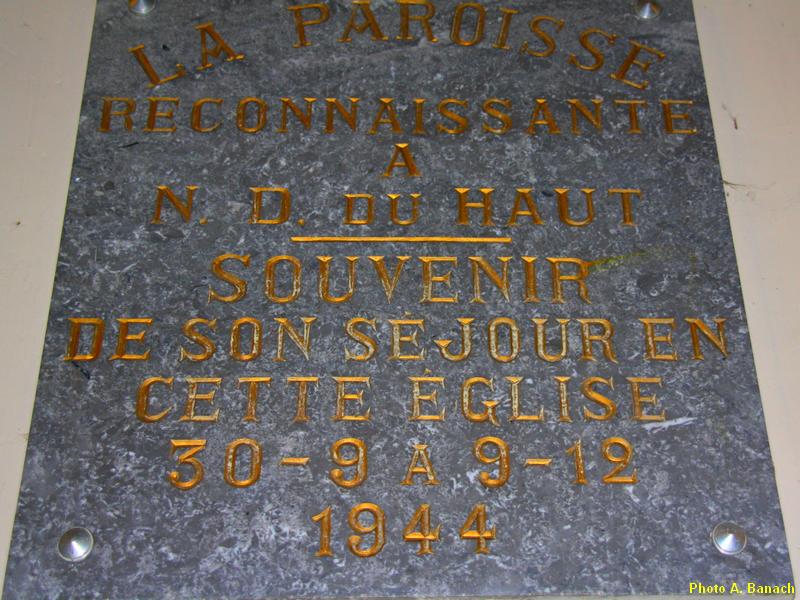 LA PAROISSE
RECONNAISSANTE
A
N. D. DU HAUT
SOUVENIR
DE SON SÉJOUR EN
CETTE ÉGLISE
30-9 A 9-12
1944
Photo A. Banach